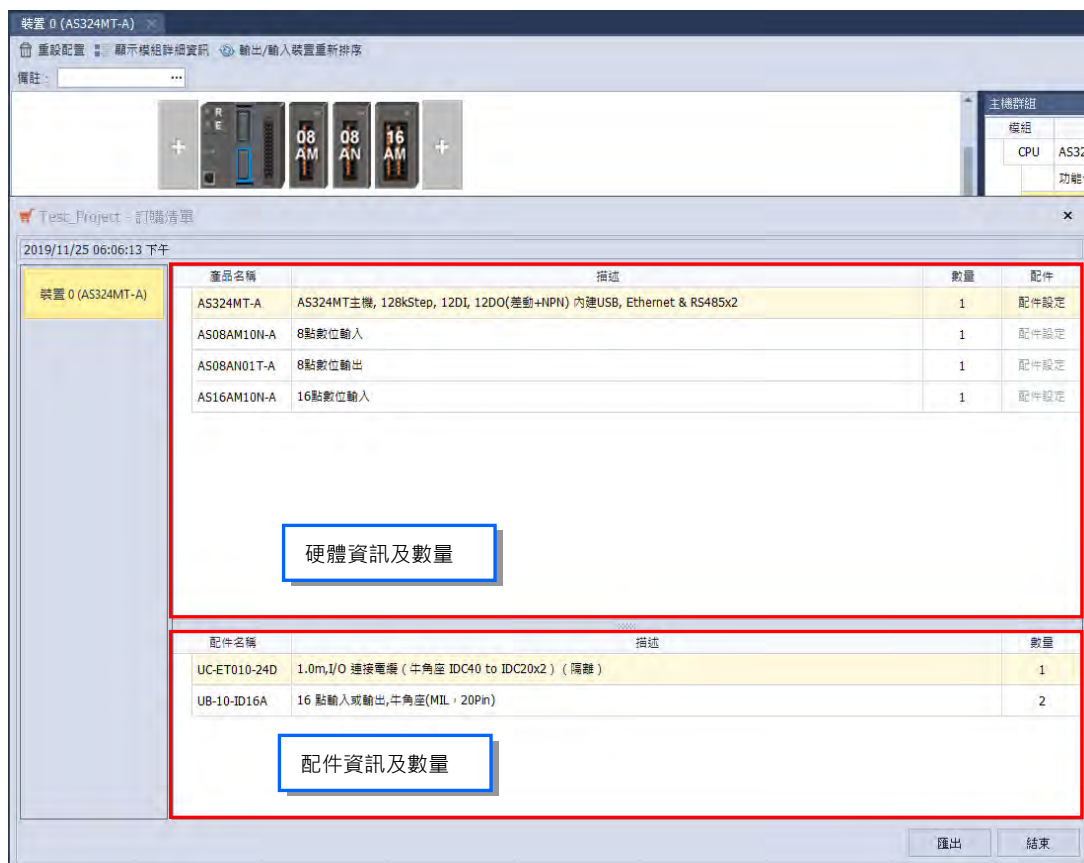 裝置 0 (AS324MT-A) ×
重設配置 顯示模組詳細資訊 輸出/輸入裝置重新排序
備註: ...
主機群組
模組
CPU AS32
功能
R
E
+ 08 AM 08 AN 16 AM +
Test_Project - 訂購清單 ×
2019/11/25 06:06:13 下午
裝置 0 (AS324MT-A)
產品名稱 描述 數量 配件
AS324MT-A AS324MT主機, 128kStep, 12DI, 12DO(差動+NPN) 內建USB, Ethernet & RS485x2 1 配件設定
AS08AM10N-A 8點數位輸入 1 配件設定
AS08AN01T-A 8點數位輸出 1 配件設定
AS16AM10N-A 16點數位輸入 1 配件設定
硬體資訊及數量
配件名稱 描述 數量
UC-ET010-24D 1.0m,I/O 連接電纜 ( 牛角座 IDC40 to IDC20x2 ) ( 隔離 ) 1
UB-10-ID16A 16 點輸入或輸出,牛角座(MIL,20Pin) 2
配件資訊及數量
匯出 結束